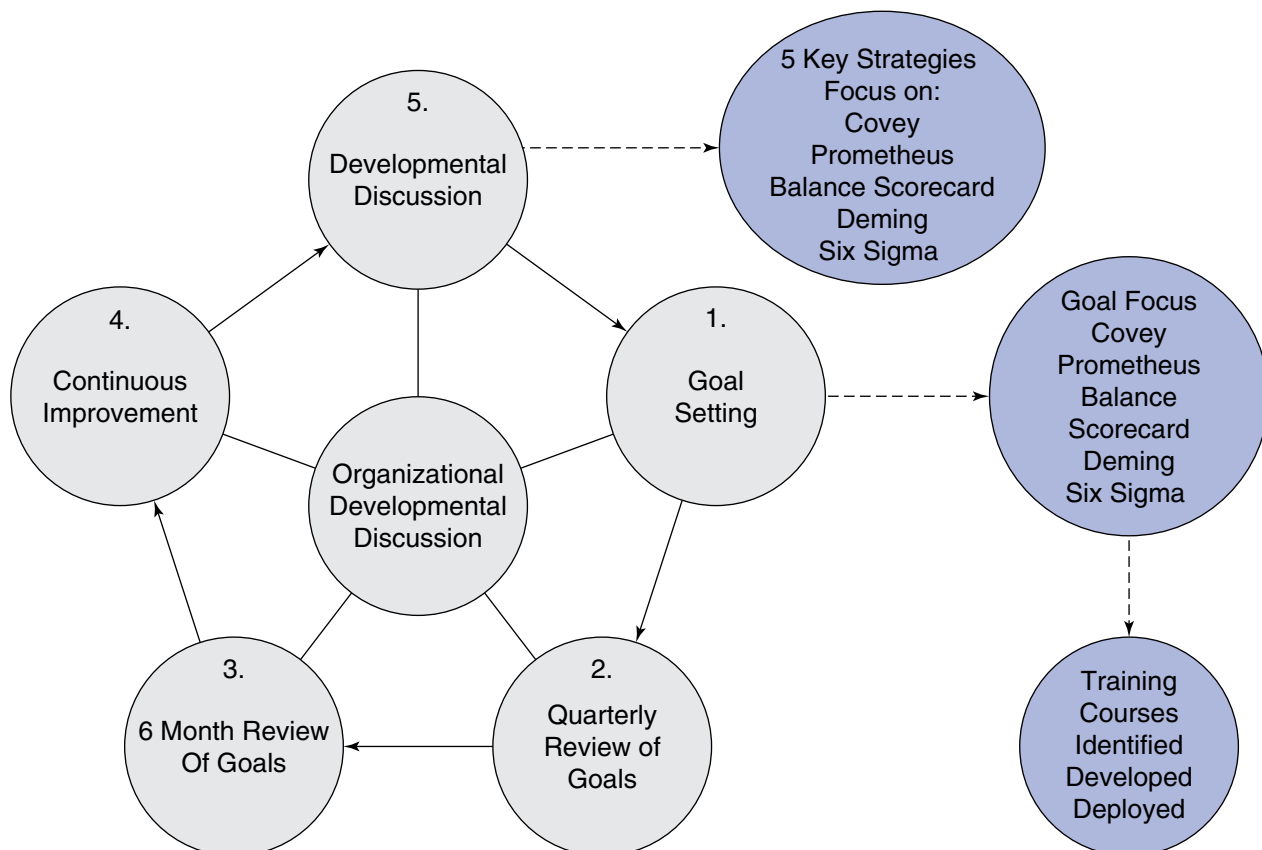 5.
Developmental
Discussion
5 Key Strategies
Focus on:
Covey
Prometheus
Balance Scorecard
Deming
Six Sigma
4.
Continuous
Improvement
1.
Goal
Setting
Goal Focus
Covey
Prometheus
Balance
Scorecard
Deming
Six Sigma
Organizational
Developmental
Discussion
3.
6 Month Review
Of Goals
2.
Quarterly
Review of
Goals
Training
Courses
Identified
Developed
Deployed